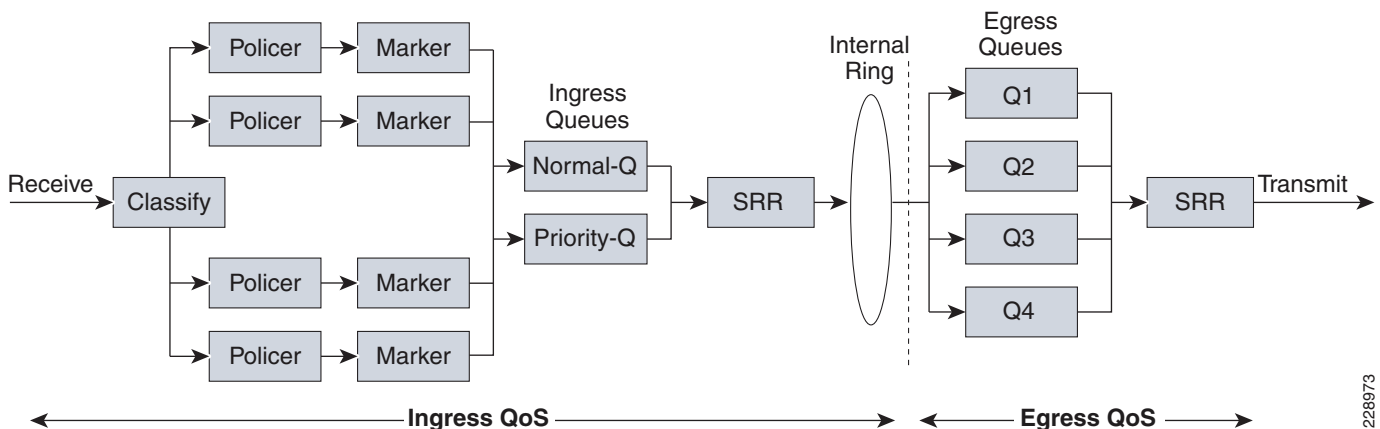 Receive
Classify
Policer
Marker
Policer
Marker
Policer
Marker
Policer
Marker
Ingress
Queues
Normal-Q
Priority-Q
SRR
Internal
Ring
Egress
Queues
Q1
Q2
Q3
Q4
SRR
Transmit
Ingress QoS
Egress QoS
228973